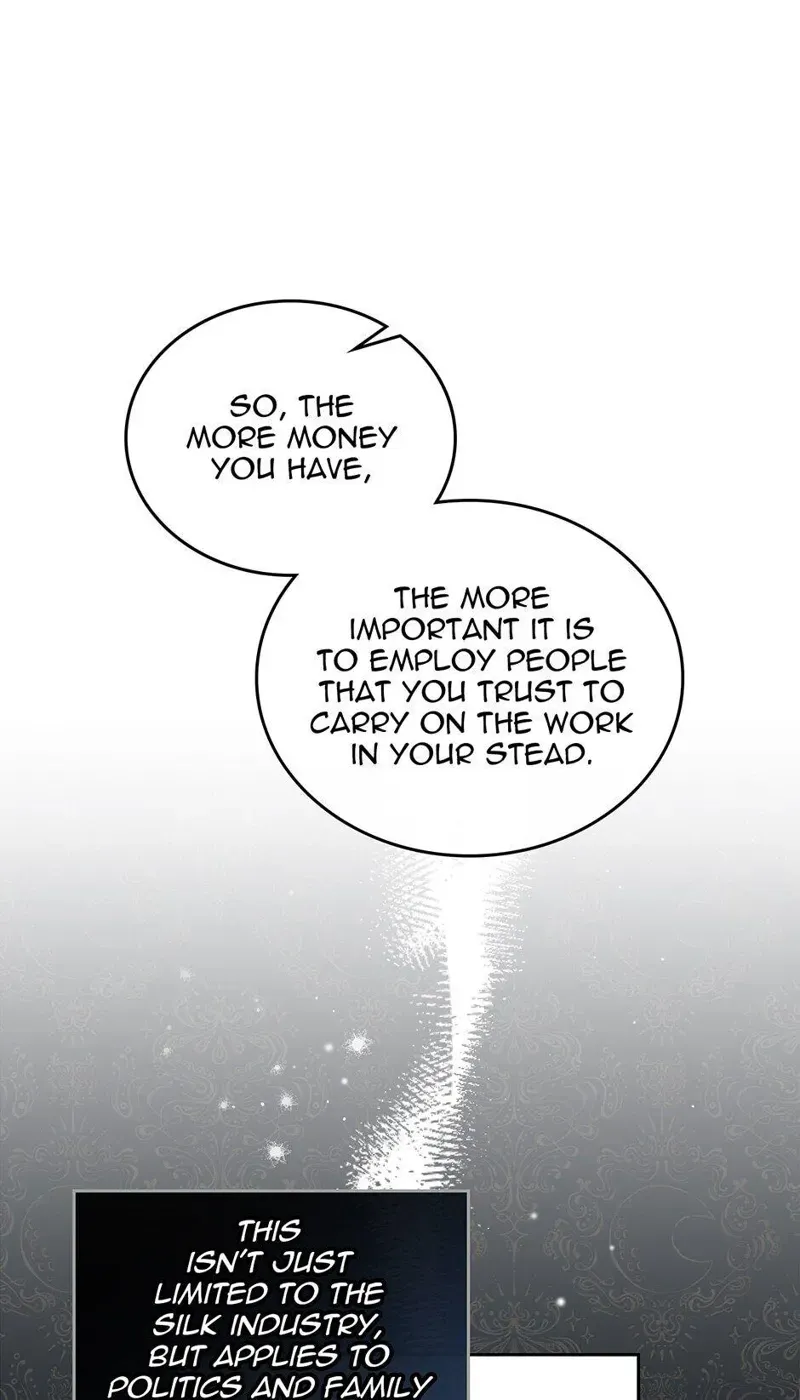 SO, THE
MORE MONEY
YOU HAVE,
THE MORE
IMPORTANT IT IS
TO EMPLOY PEOPLE
THAT YOU TRUST TO
CARRY ON THE WORK
IN YOUR STEAD.
THIS
ISN'T JUST
LIMITED TO THE
SILK INDUSTRY,
BUT APPLIES TO
POLITICS AND FAMILY